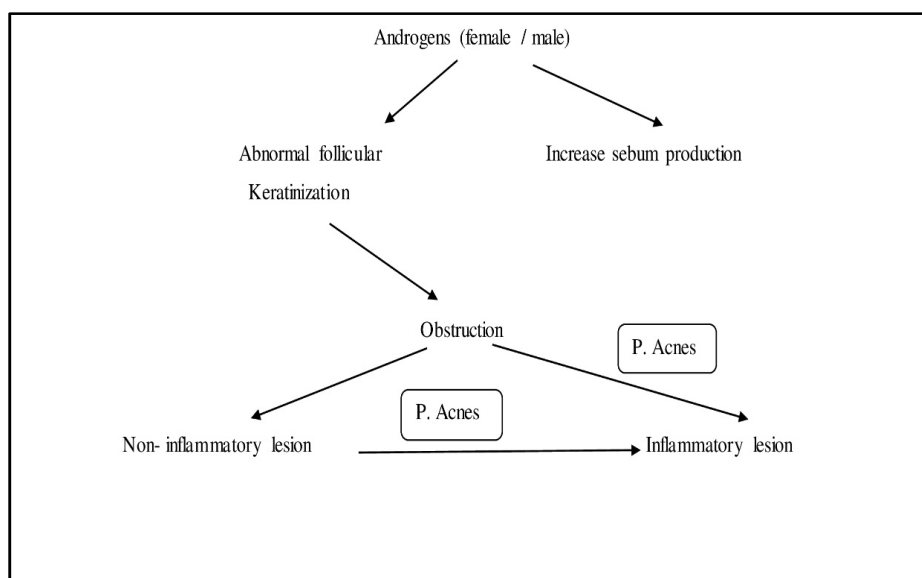 Androgens (female / male)
Abnormal follicular
Keratinization
Increase sebum production
Obstruction
P. Acnes
P. Acnes
Non- inflammatory lesion
Inflammatory lesion